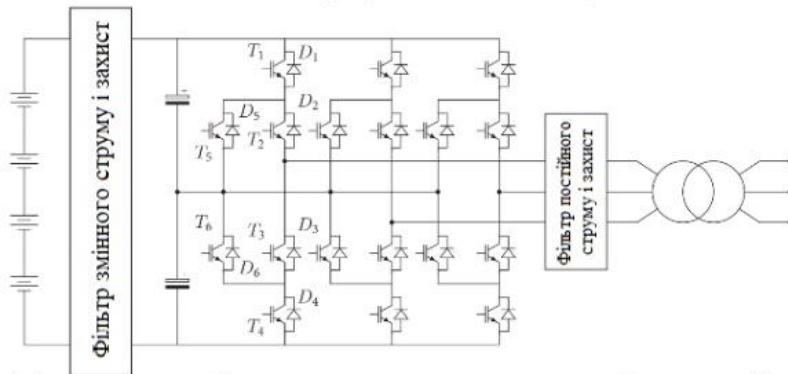 Фільтр змінного струму і захист
T1 D1
D5 D2
T5 T2
T6 T3 D3
D6 D4
T4
Фільтр постійного
струму і захист